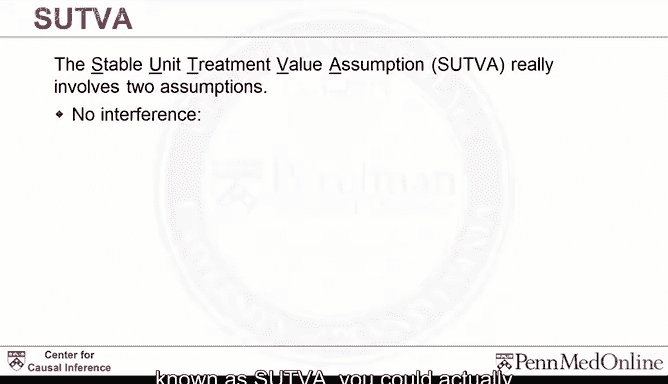 SUTVA
The Stable Unit Treatment Value Assumption (SUTVA) really
involves two assumptions.
No interference:
Perelman
known as SUTVA, you could actually
Center for
Causal Inference
PennMedOnline